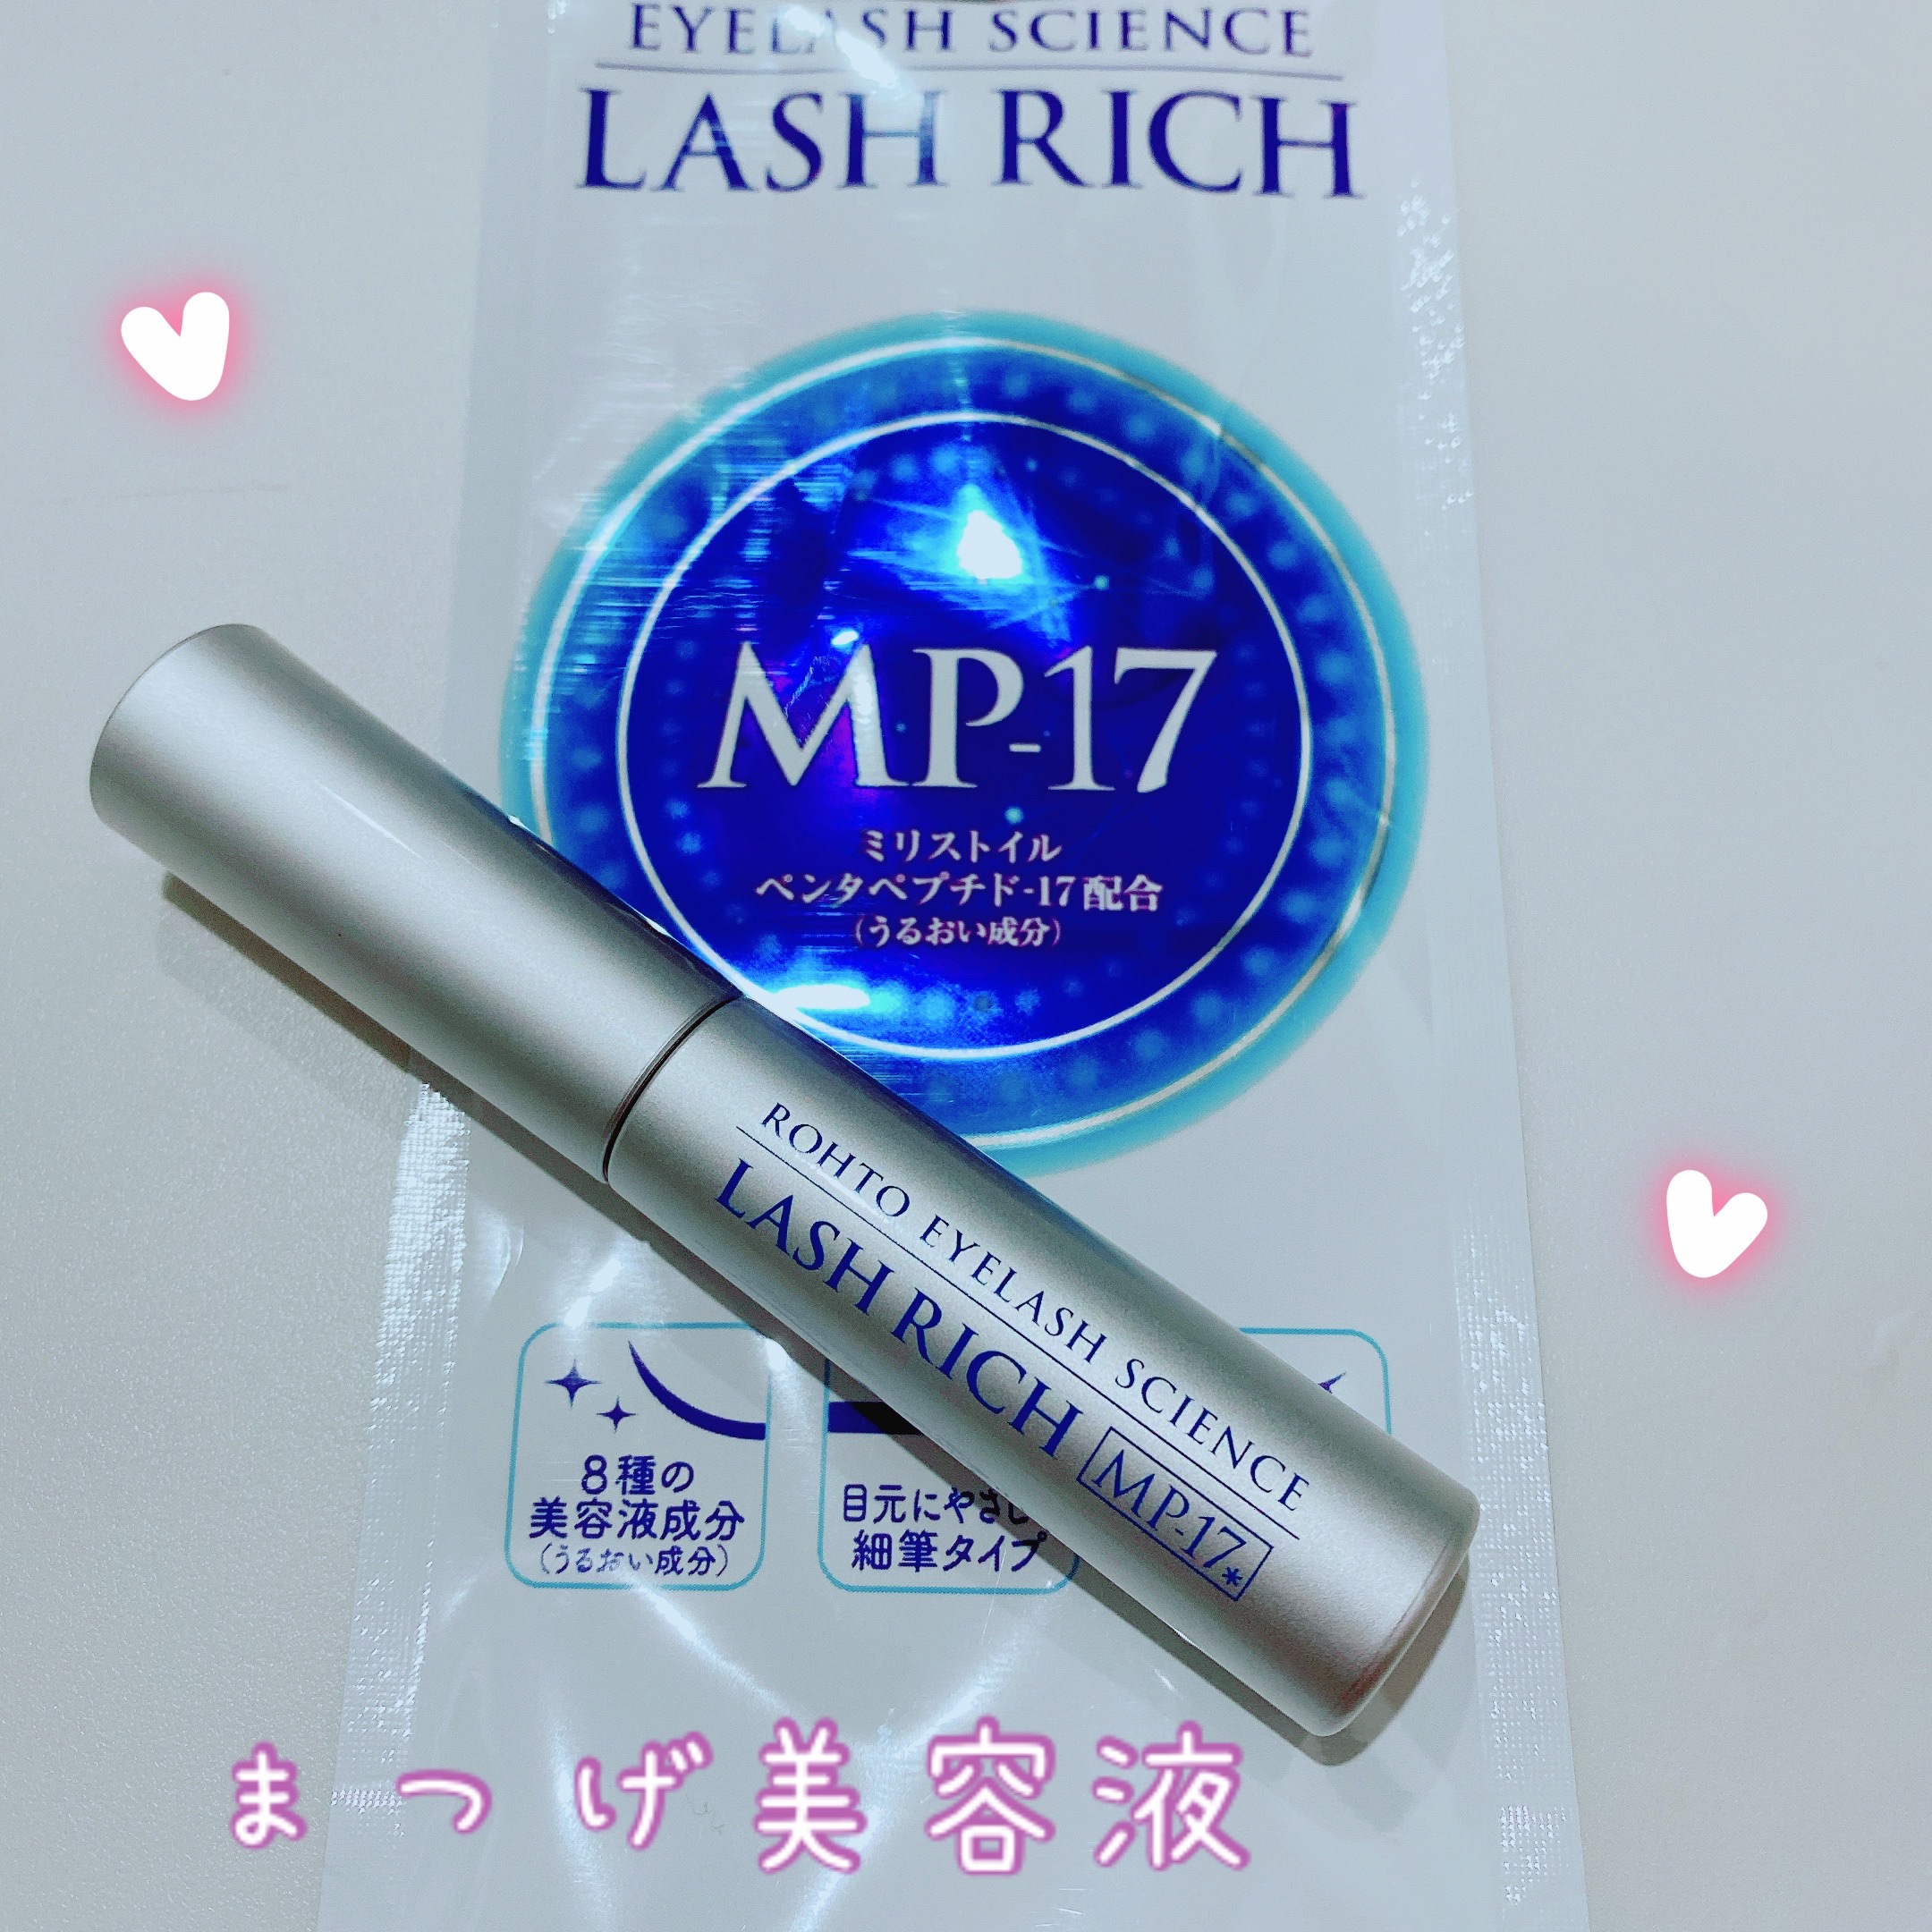 EYELASH SCIENCE
LASH RICH
MP-17
ミリストイル
ペンタペプチド-17配合
(うるおい成分)
ROHTO EYELASH SCIENCE
LASH RICH MP-17*
8種の
美容液成分
(うるおい成分)
目元にやさし
細筆タイプ
まつげ美容液